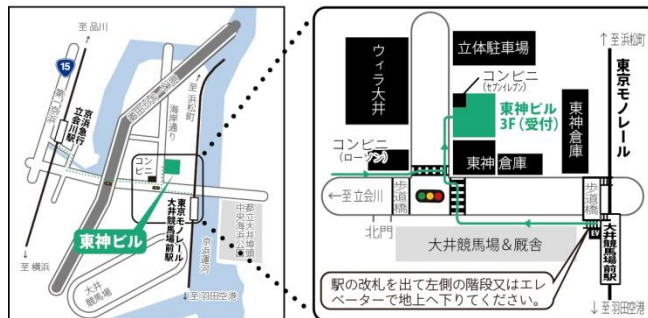 至品川
15
第一京浜
京浜急行
立会川駅
至浜松町
海岸通り
コン
ビニ
東神ビル
東京モノレール
大井競馬場前駅
京浜運河
都立大井埠頭
中央海浜公園
大井
競馬場
至横浜
至羽田空港
ウィラ大井
立体駐車場
コンビニ
(セブンイレブン)
東神ビル
3F(受付)
東神倉庫
コンビニ
(ローソン)
東神倉庫
至浜松町
東京モノレール
至立会川
歩道橋
歩道橋
北門
大井競馬場&厩舎
大井競馬場前駅
駅の改札を出て左側の階段又はエレ
ベーターで地上へ下りてください。
至羽田空港